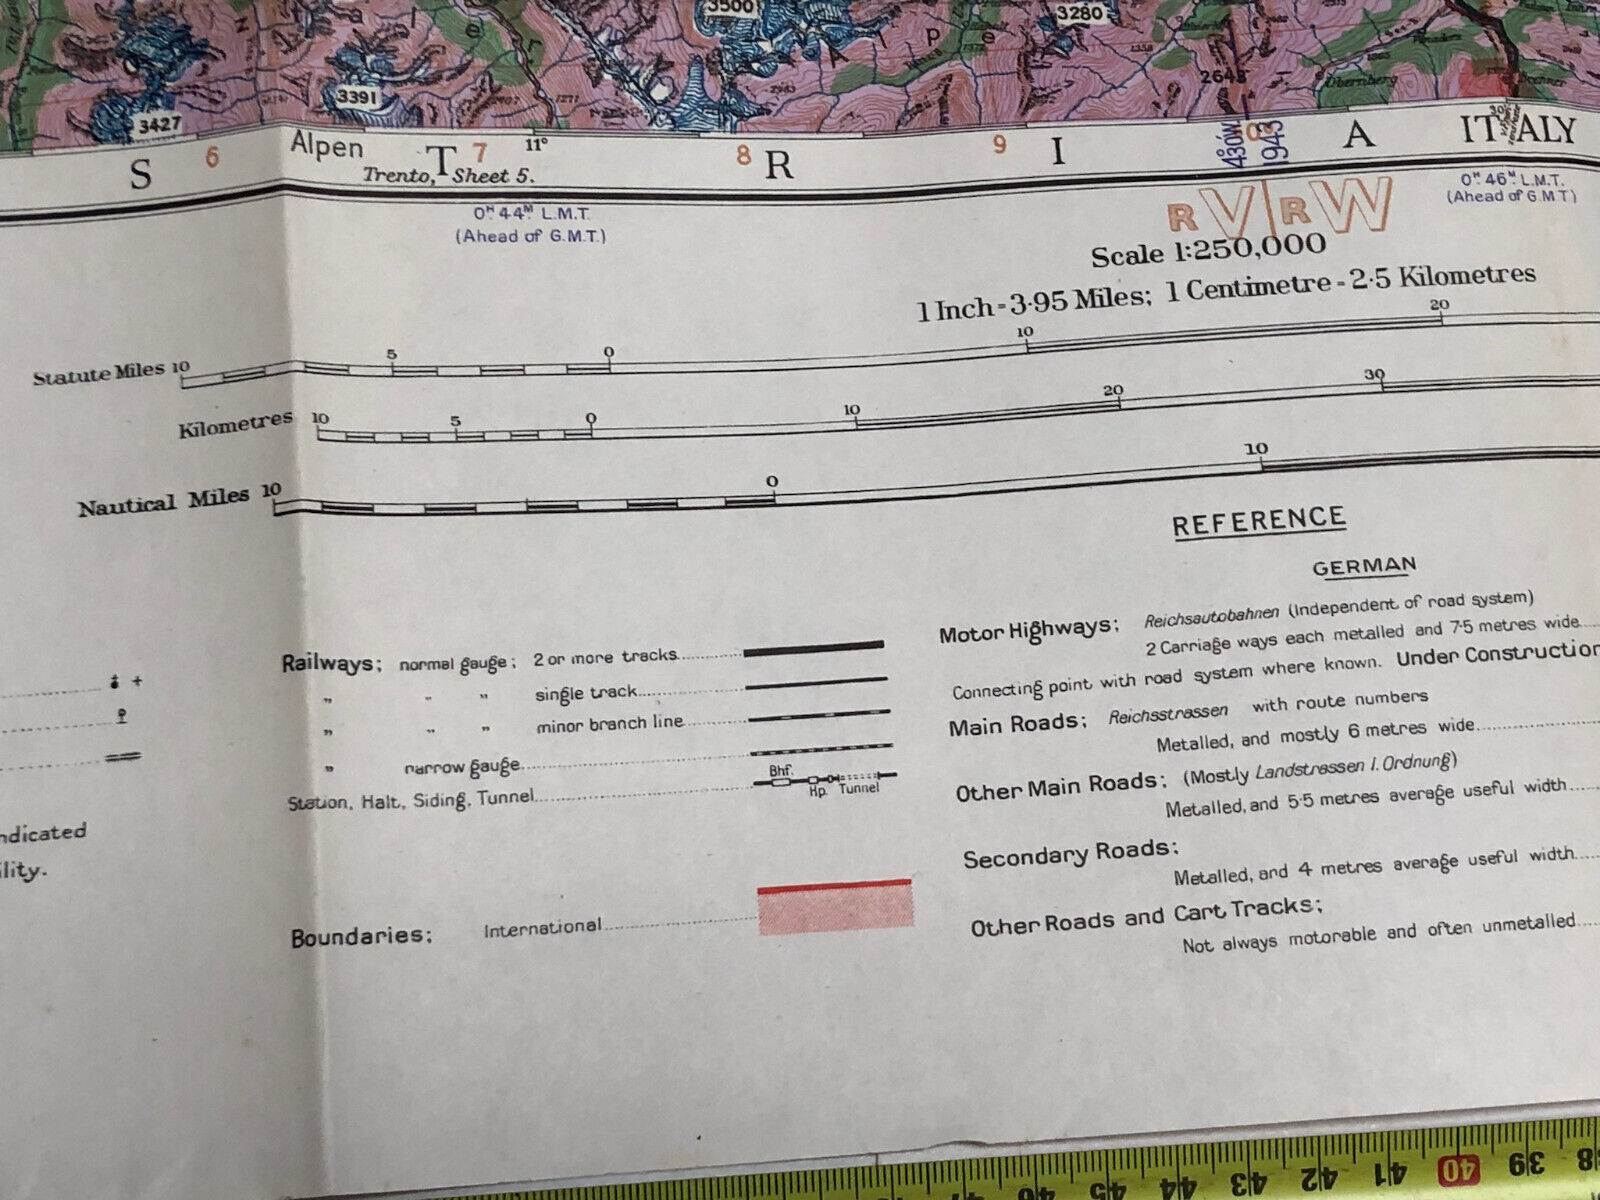 3500
3280
3391
3427
2645
Obernberg
e r
A l p e
S 6 Alpen T 7 11° 8 R 9 I 4°30'W. 1943 A ITALY
Trento, Sheet 5.
0ᴴ 44ᴹ L.M.T.
(Ahead of G.M.T.)
0ᴴ 46ᴹ L.M.T.
(Ahead of G.M.T)
RV/RW
Scale 1:250,000
1 Inch = 3·95 Miles; 1 Centimetre = 2·5 Kilometres
Statute Miles 10 5 0 10 20
Kilometres 10 5 0 10 20 30
Nautical Miles 10 0 10
REFERENCE
GERMAN
Railways; normal gauge; 2 or more tracks
" " " single track
" " " minor branch line
" narrow gauge
Station, Halt, Siding, Tunnel
Bhf.
Hp. Tunnel
Boundaries; International
ndicated
ility.
Motor Highways; Reichsautobahnen (Independent of road system)
2 Carriage ways each metalled and 7·5 metres wide
Connecting point with road system where known. Under Construction
Main Roads; Reichsstrassen with route numbers
Metalled, and mostly 6 metres wide
Other Main Roads; (Mostly Landstrassen I. Ordnung)
Metalled, and 5·5 metres average useful width
Secondary Roads;
Metalled, and 4 metres average useful width
Other Roads and Cart Tracks;
Not always motorable and often unmetalled
46 45 44 43 42 41 40 39 38